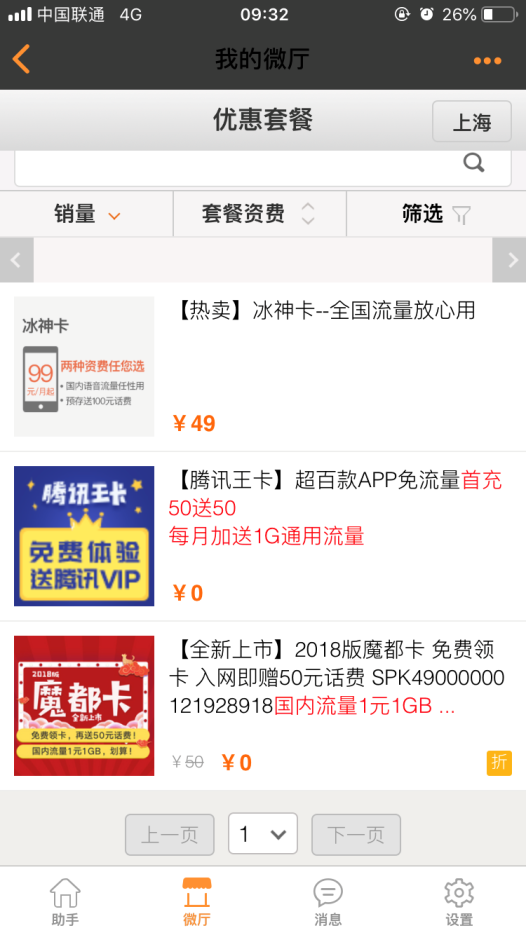 中国联通 4G 09:32 26%
我的微厅
优惠套餐 上海
销量 套餐资费 筛选
【热卖】冰神卡--全国流量放心用
冰神卡
99
元/月起
两种资费任您选
• 国内语音流量任性用
• 预存送100元话费
¥49
【腾讯王卡】超百款APP免流量首充
50送50
每月加送1G通用流量
腾讯王卡
免费体验
送腾讯VIP
¥0
【全新上市】2018版魔都卡 免费领
卡 入网即赠50元话费 SPK49000000
121928918国内流量1元1GB ...
2018版
魔都卡
全新上市
免费领卡,再送50元话费!
国内流量1元1GB,划算!
¥50 ¥0 折
上一页 1 下一页
助手 微厅 消息 设置